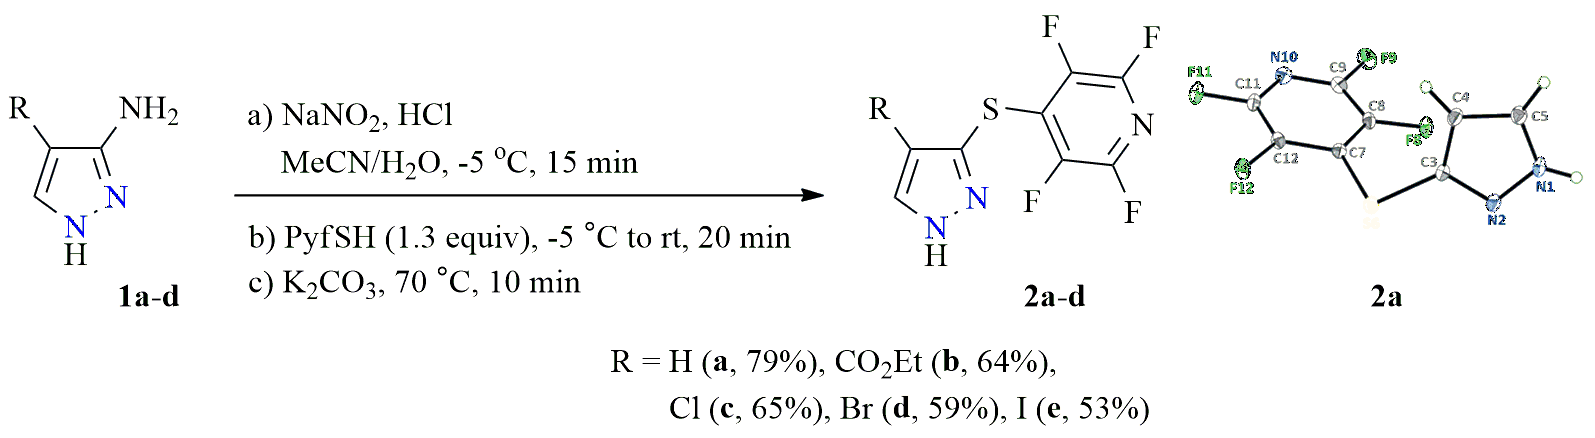 R
NH2
N
N
H
1a-d
a) NaNO2, HCl
MeCN/H2O, -5 °C, 15 min
b) PyfSH (1.3 equiv), -5 °C to rt, 20 min
c) K2CO3, 70 °C, 10 min
R
S
F
F
N
F
F
N
N
H
2a-d
N10
C9
F9
F11
C11
C8
C4
F8
C5
C12
C7
F12
C3
N1
N2
2a
R = H (a, 79%), CO2Et (b, 64%),
Cl (c, 65%), Br (d, 59%), I (e, 53%)